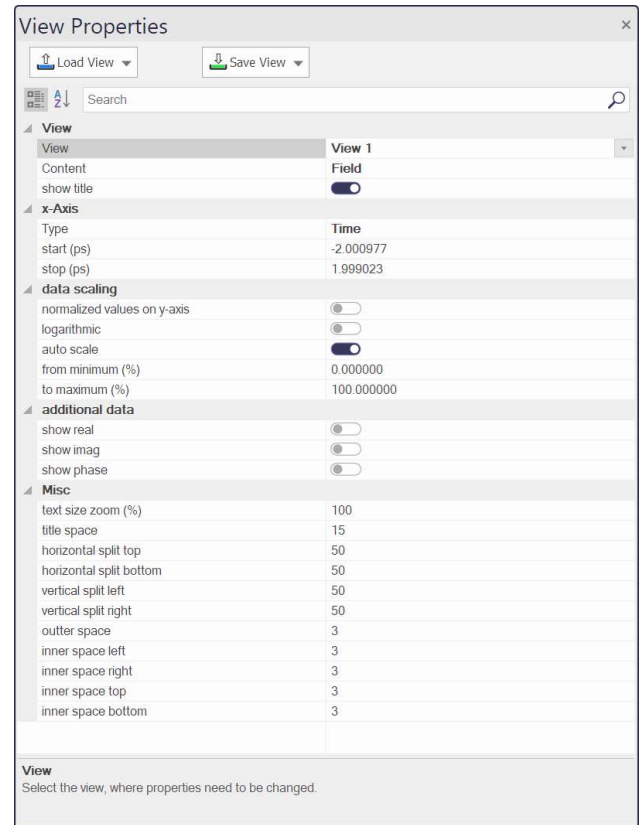 View Properties
Load View
Save View
Search
View
View View 1
Content Field
show title
x-Axis
Type Time
start (ps) -2.000977
stop (ps) 1.999023
data scaling
normalized values on y-axis
logarithmic
auto scale
from minimum (%) 0.000000
to maximum (%) 100.000000
additional data
show real
show imag
show phase
Misc
text size zoom (%) 100
title space 15
horizontal split top 50
horizontal split bottom 50
vertical split left 50
vertical split right 50
outter space 3
inner space left 3
inner space right 3
inner space top 3
inner space bottom 3
View
Select the view, where properties need to be changed.